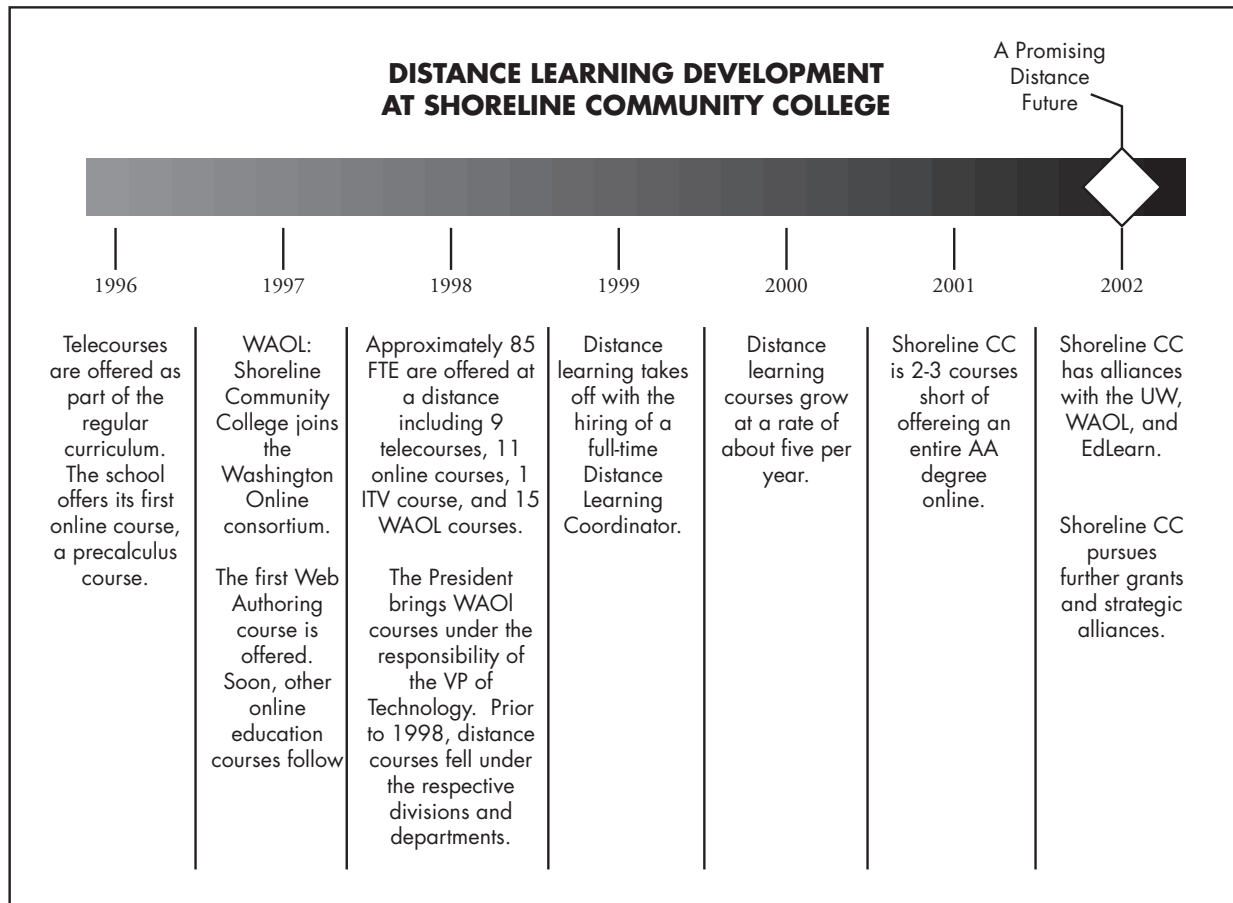 A Promising
Distance
Future
DISTANCE LEARNING DEVELOPMENT
AT SHORELINE COMMUNITY COLLEGE
1996
1997
1998
1999
2000
2001
2002
Telecourses
are offered as
part of the
regular
curriculum.
The school
offers its first
online course,
a precalculus
course.
WAOL:
Shoreline
Community
College joins
the
Washington
Online
consortium.
The first Web
Authoring
course is
offered.
Soon, other
online
education
courses follow
Approximately 85
FTE are offered at
a distance
including 9
telecourses, 11
online courses, 1
ITV course, and 15
WAOL courses.
The President
brings WAOl
courses under the
responsibility of
the VP of
Technology.  Prior
to 1998, distance
courses fell under
the respective
divisions and
departments.
Distance
learning takes
off with the
hiring of a
full-time
Distance
Learning
Coordinator.
Distance
learning
courses grow
at a rate of
about five per
year.
Shoreline CC
is 2-3 courses
short of
offereing an
entire AA
degree
online.
Shoreline CC
has alliances
with the UW,
WAOL, and
EdLearn.
Shoreline CC
pursues
further grants
and strategic
alliances.